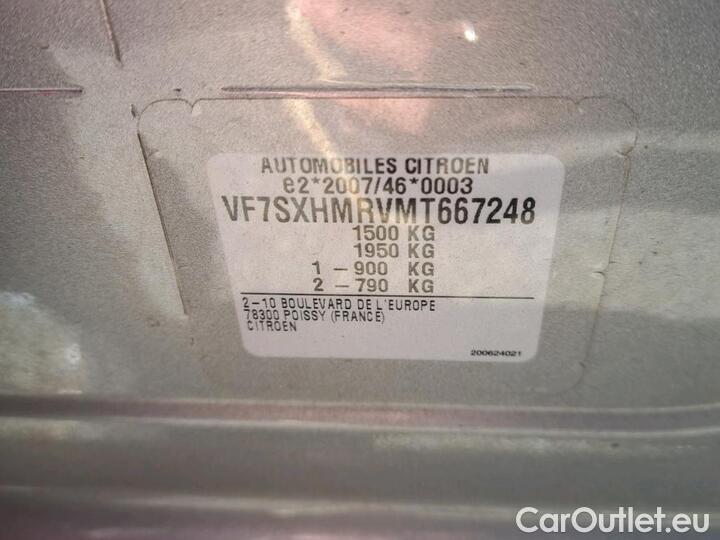 AUTOMOBILES CITROEN
e2*2007/46*0003
VF7SXHMRVMT667248
1500 KG
1950 KG
1 - 900 KG
2 - 790 KG
2-10 BOULEVARD DE L'EUROPE
78300 POISSY (FRANCE)
CITROËN
200624021
CarOutlet.eu